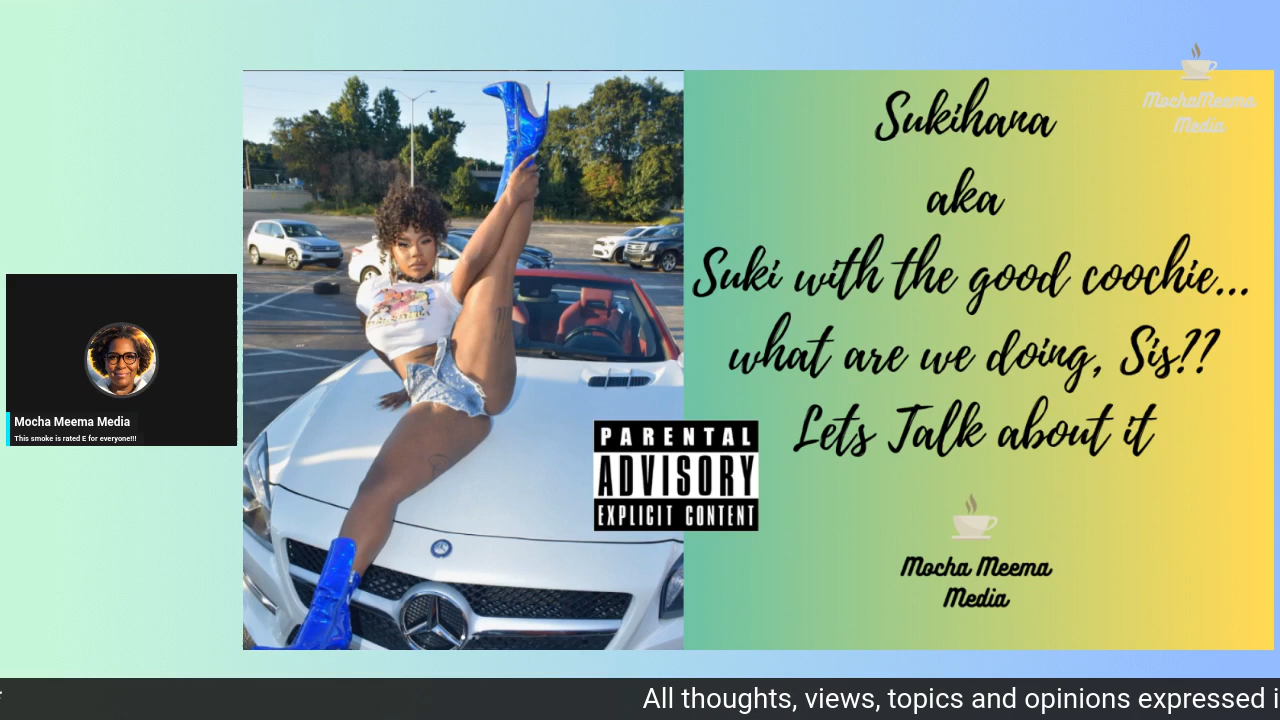 Sukihana
aka
Suki with the good coochie...
what are we doing, Sis??
Lets Talk about it
MochaMeema
Media
PARENTAL
ADVISORY
EXPLICIT CONTENT
Mocha Meema
Media
Mocha Meema Media
This smoke is rated E for everyone!!!
All thoughts, views, topics and opinions expressed i